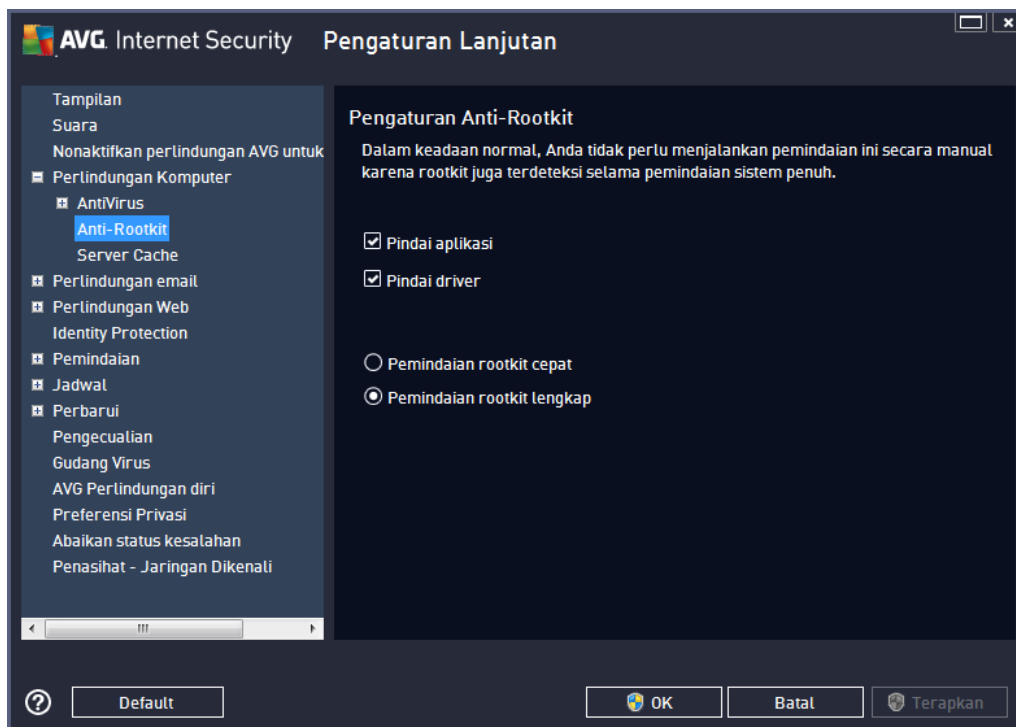 AVG. Internet Security Pengaturan Lanjutan
Tampilan
Suara
Nonaktifkan perlindungan AVG untuk
Perlindungan Komputer
AntiVirus
Anti-Rootkit
Server Cache
Perlindungan email
Perlindungan Web
Identity Protection
Pemindaian
Jadwal
Perbarui
Pengecualian
Gudang Virus
AVG Perlindungan diri
Preferensi Privasi
Abaikan status kesalahan
Penasihat - Jaringan Dikenali
Pengaturan Anti-Rootkit
Dalam keadaan normal, Anda tidak perlu menjalankan pemindaian ini secara manual
karena rootkit juga terdeteksi selama pemindaian sistem penuh.
Pindai aplikasi
Pindai driver
Pemindaian rootkit cepat
Pemindaian rootkit lengkap
Default
OK
Batal
Terapkan